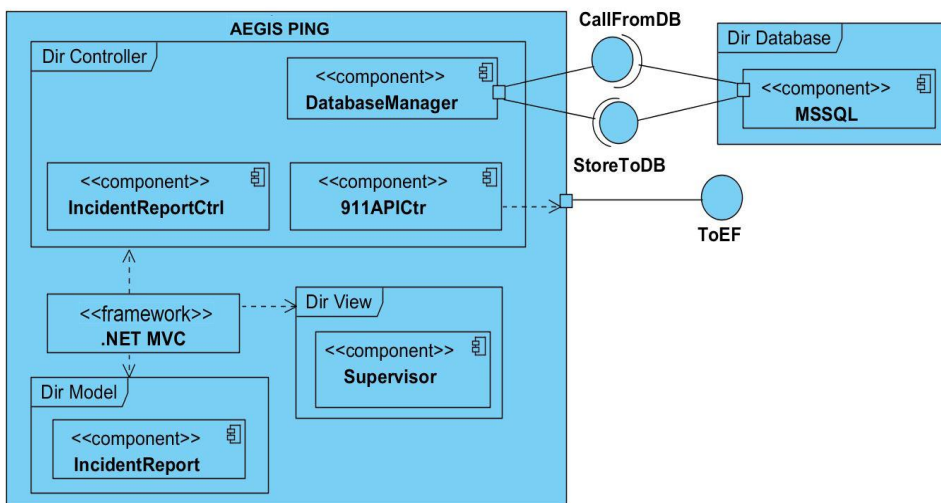 AEGIS PING
Dir Controller
<<component>>
DatabaseManager
<<component>>
IncidentReportCtrl
<<component>>
911APICtr
CallFromDB
StoreToDB
Dir Database
<<component>>
MSSQL
ToEF
<<framework>>
.NET MVC
Dir View
<<component>>
Supervisor
Dir Model
<<component>>
IncidentReport